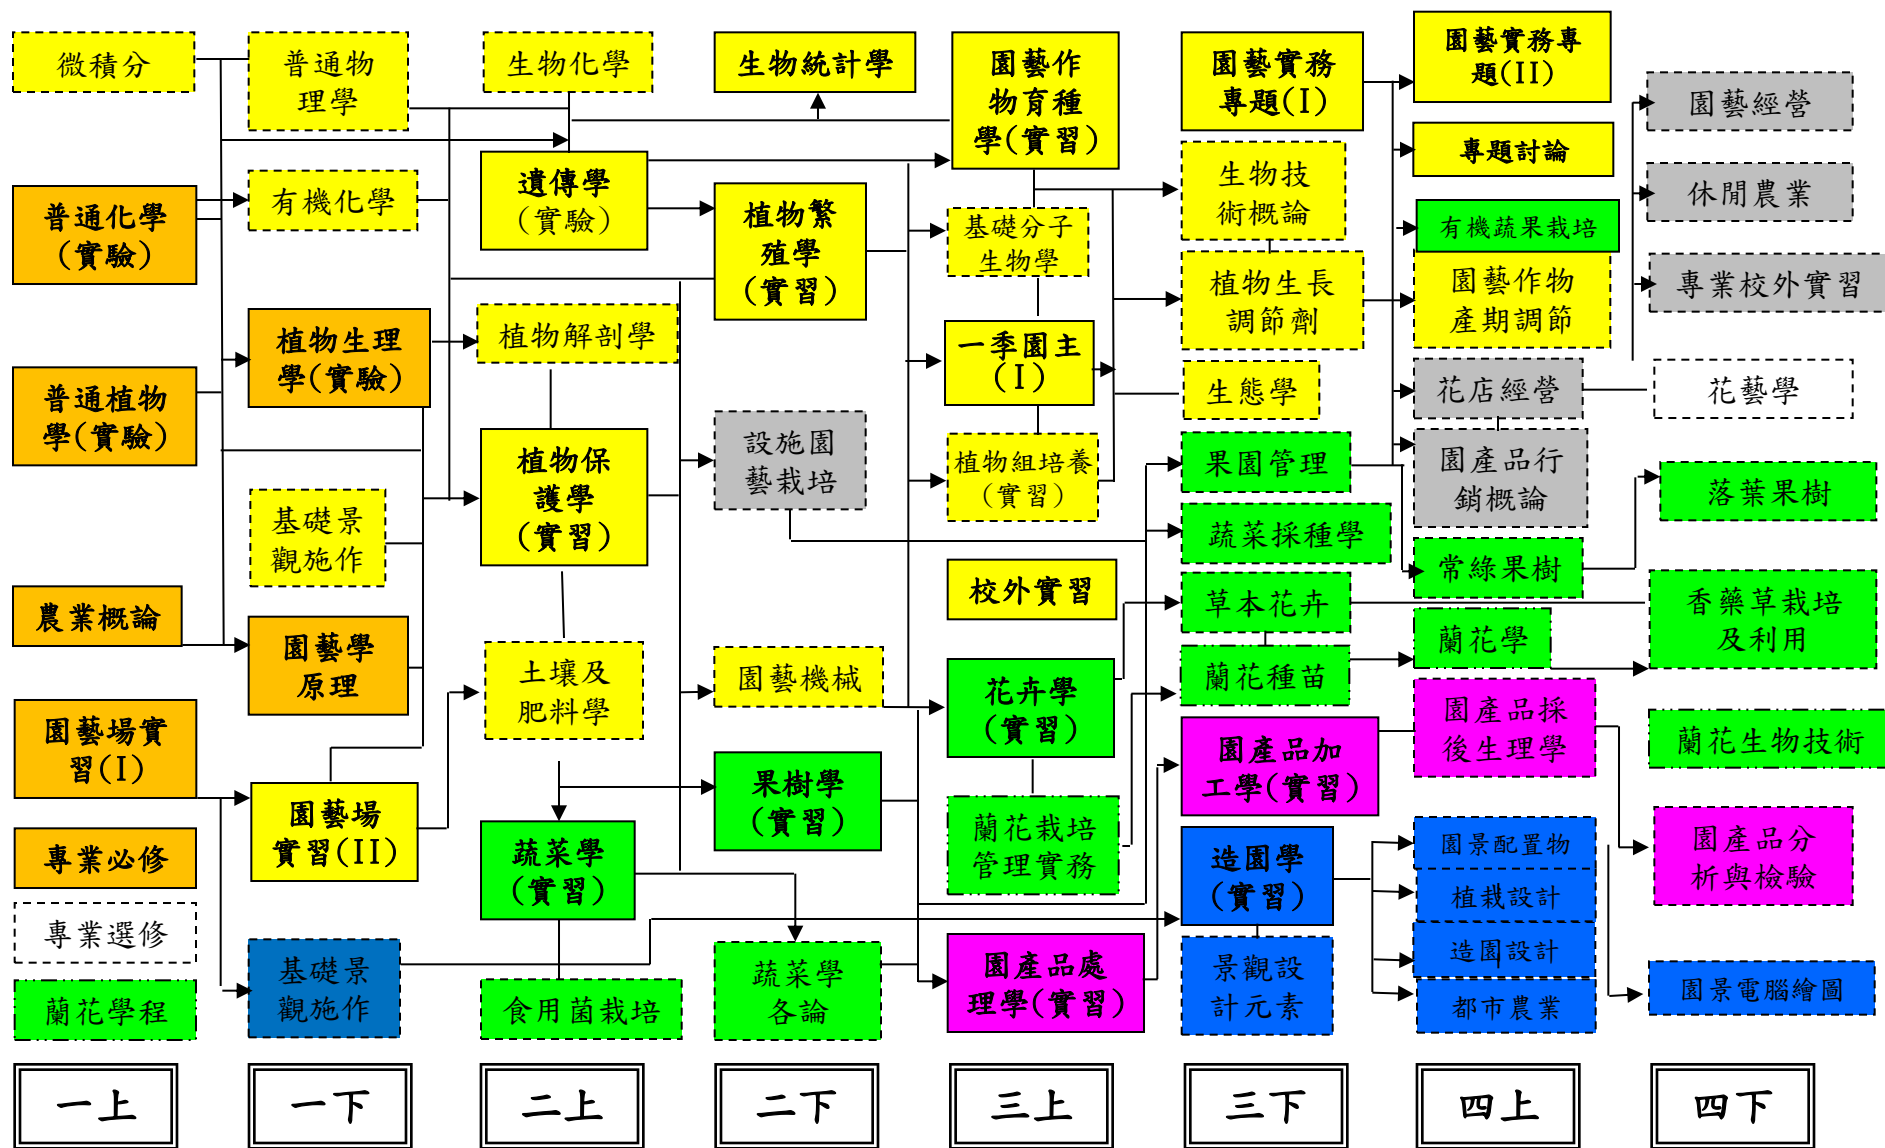 微積分
普通化學
(實驗)
普通植物
學(實驗)
農業概論
園藝場實
習(I)
專業必修
專業選修
蘭花學程
一上
普通物
理學
有機化學
植物生理
學(實驗)
基礎景
觀施作
園藝學
原理
園藝場
實習(II)
基礎景
觀施作
一下
生物化學
遺傳學
(實驗)
植物解剖學
植物保
護學
(實習)
土壤及
肥料學
蔬菜學
(實習)
食用菌栽培
二上
生物統計學
植物繁
殖學
(實習)
設施園
藝栽培
園藝機械
果樹學
(實習)
蔬菜學
各論
二下
園藝作
物育種
學(實習)
基礎分子
生物學
一季園主
(I)
植物組培養
(實習)
校外實習
花卉學
(實習)
蘭花栽培
管理實務
園產品處
理學(實習)
三上
園藝實務
專題(I)
生物技
術概論
植物生長
調節劑
生態學
果園管理
蔬菜採種學
草本花卉
蘭花種苗
園產品加
工學(實習)
造園學
(實習)
景觀設
計元素
三下
園藝實務專
題(II)
專題討論
有機蔬果栽培
園藝作物
產期調節
花店經營
園產品行
銷概論
常綠果樹
蘭花學
園產品採
後生理學
園景配置物
植栽設計
造園設計
都市農業
四上
園藝經營
休閒農業
專業校外實習
花藝學
落葉果樹
香藥草栽培
及利用
蘭花生物技術
園產品分
析與檢驗
園景電腦繪圖
四下